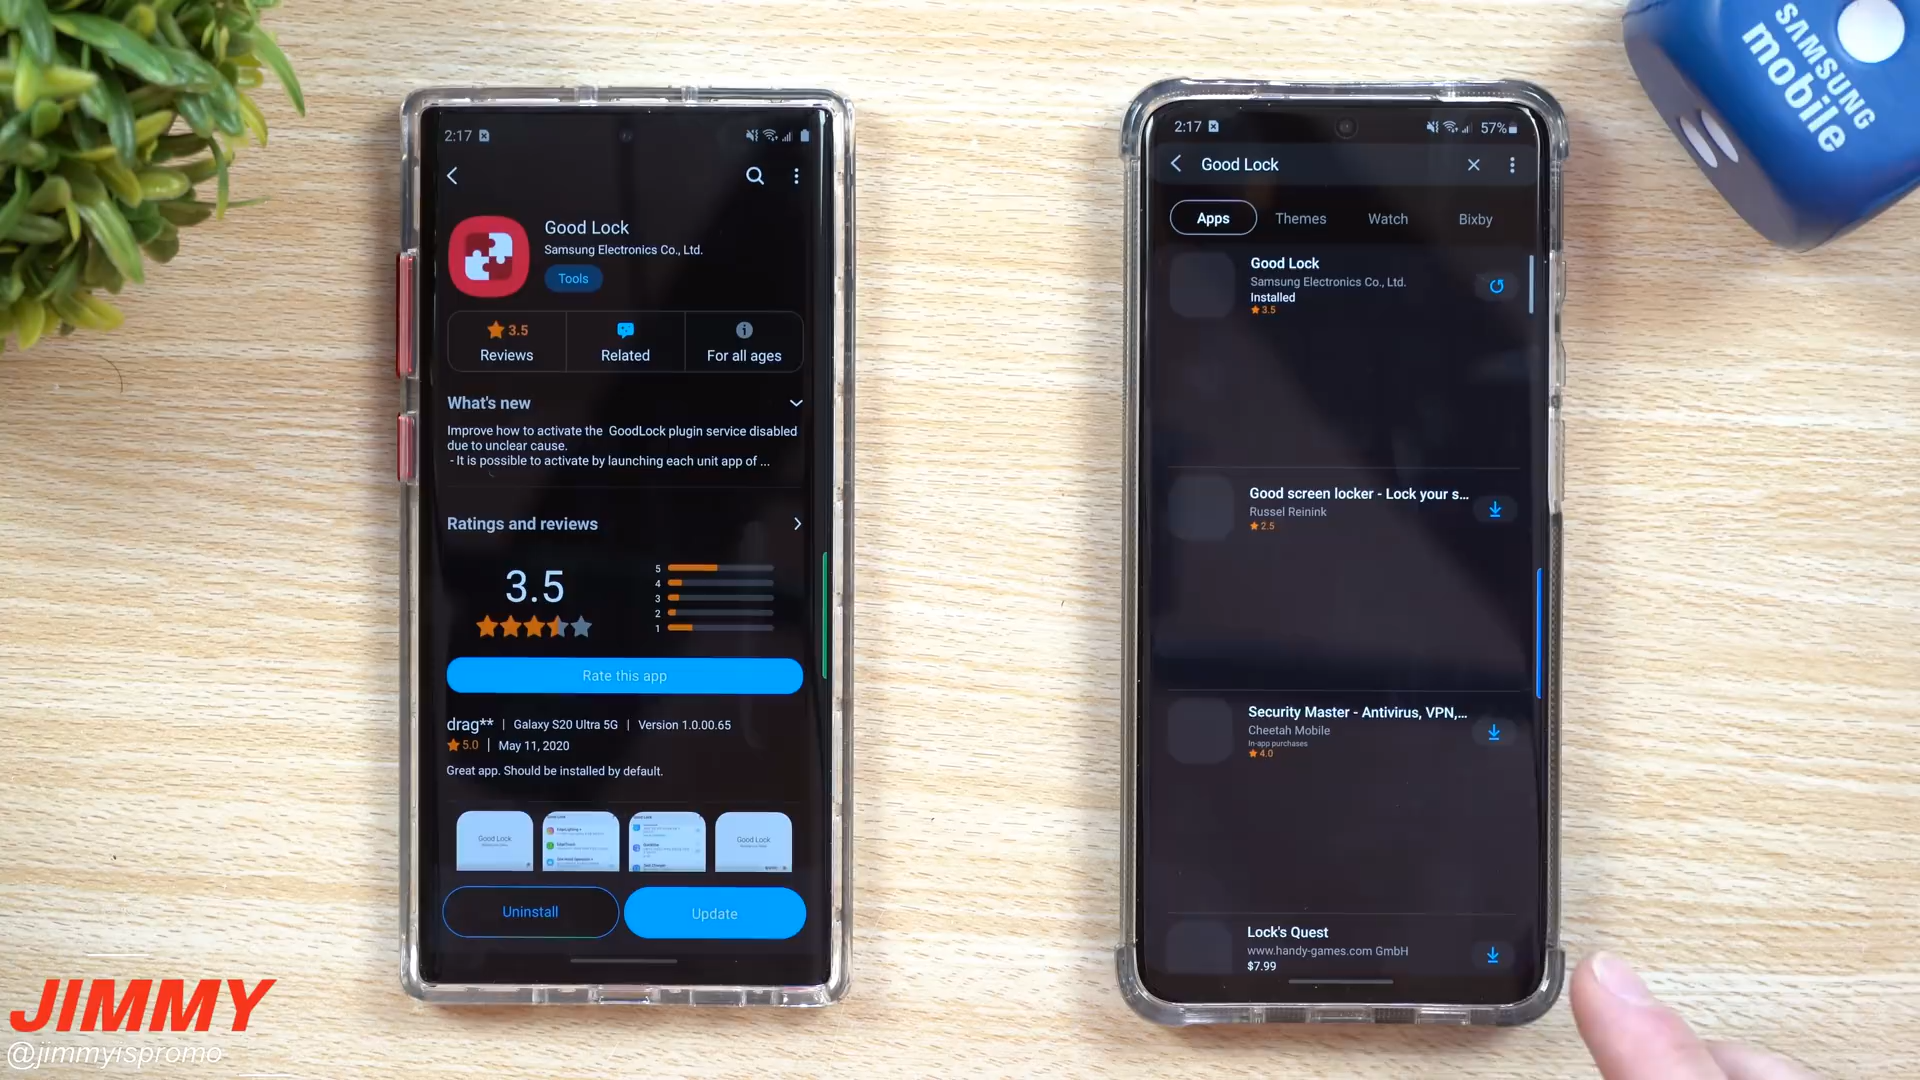 SAMSUNG
mobile
2:17
Good Lock
Samsung Electronics Co., Ltd.
Tools
3.5
Reviews
Related
For all ages
What's new
Improve how to activate the GoodLock plugin service disabled
due to unclear cause.
- It is possible to activate by launching each unit app of ...
Ratings and reviews
3.5
5
4
3
2
1
Rate this app
drag** | Galaxy S20 Ultra 5G | Version 1.0.00.65
5.0 | May 11, 2020
Great app. Should be installed by default.
Good Lock
Good Lock
Uninstall
Update
2:17
57%
Good Lock
Apps
Themes
Watch
Bixby
Good Lock
Samsung Electronics Co., Ltd.
Installed
3.5
Good screen locker - Lock your s...
Russel Reinink
2.5
Security Master - Antivirus, VPN,...
Cheetah Mobile
In-app purchases
4.0
Lock's Quest
www.handy-games.com GmbH
$7.99
JIMMY
@jimmyispromo